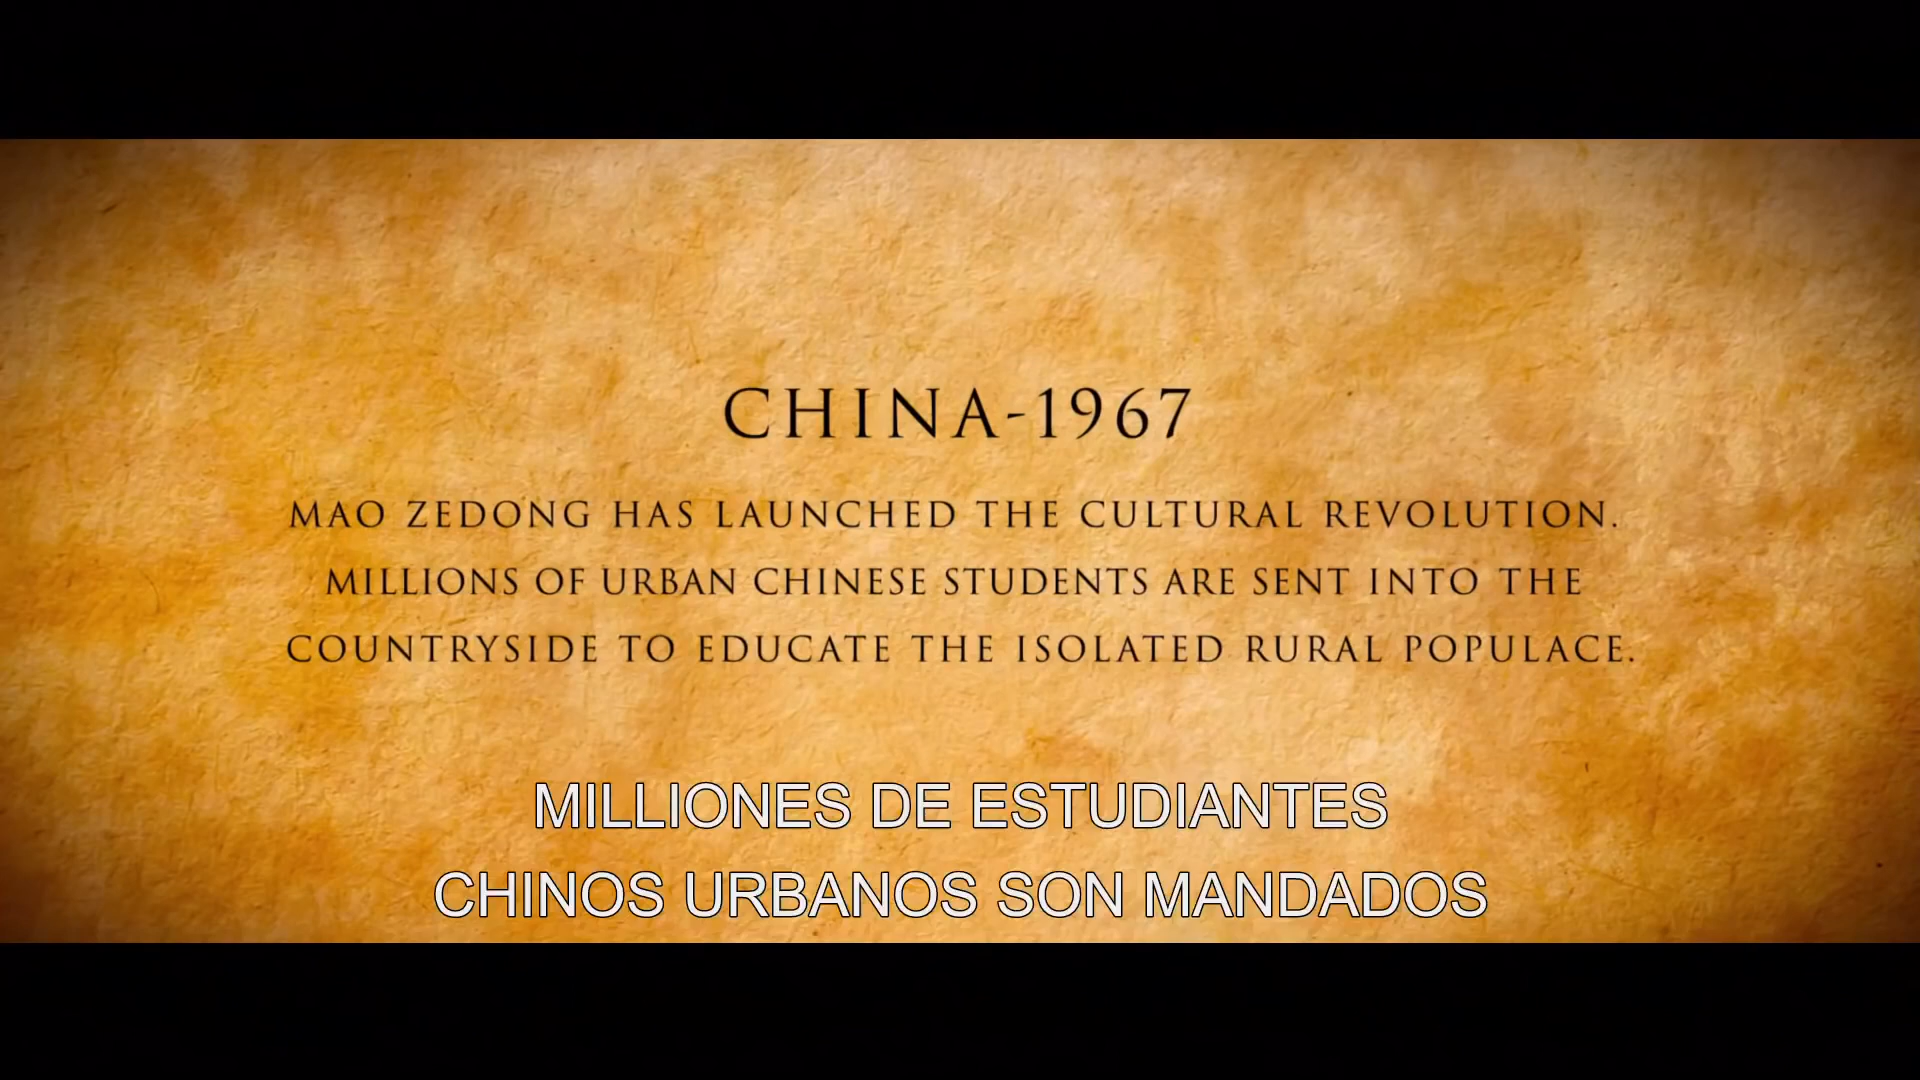 CHINA-1967
MAO ZEDONG HAS LAUNCHED THE CULTURAL REVOLUTION.
MILLIONS OF URBAN CHINESE STUDENTS ARE SENT INTO THE
COUNTRYSIDE TO EDUCATE THE ISOLATED RURAL POPULACE.
MILLIONES DE ESTUDIANTES
CHINOS URBANOS SON MANDADOS